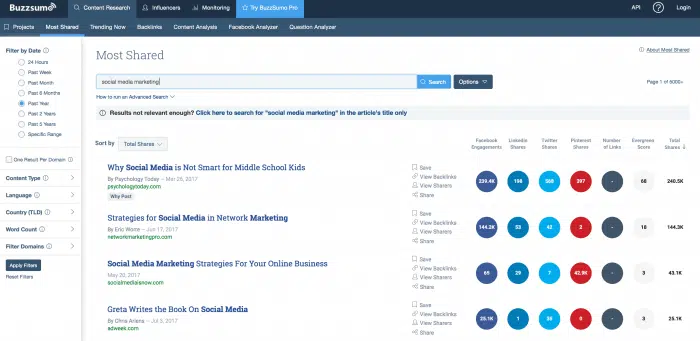 BuzzSumo Content Research Influencers Monitoring Try BuzzSumo Pro API ? Login
Projects Most Shared Trending Now Backlinks Content Analysis Facebook Analyzer Question Analyzer
Filter by Date
24 Hours
Past Week
Past Month
Past 6 Months
Past Year
Past 2 Years
Past 5 Years
Specific Range
One Result Per Domain
Content Type
Language
Country (TLD)
Word Count
Filter Domains
Apply Filters
Reset Filters
Most Shared
About Most Shared
social media marketing
Search
Options
Page 1 of 6000+
How to run an Advanced Search
Results not relevant enough? Click here to search for "social media marketing" in the article's title only
Sort by Total Shares
Facebook Engagements
LinkedIn Shares
Twitter Shares
Pinterest Shares
Number of Links
Evergreen Score
Total Shares
Why Social Media is Not Smart for Middle School Kids
By Psychology Today – Mar 26, 2017
psychologytoday.com
Why Post
Save
View Backlinks
View Sharers
Share
239.4K 198 588 397 - 68 240.5K
Strategies for Social Media in Network Marketing
By Eric Worre – Jun 17, 2017
networkmarketingpro.com
Save
View Backlinks
View Sharers
Share
144.2K 53 42 2 - 18 144.3K
Social Media Marketing Strategies For Your Online Business
May 20, 2017
socialmediaisnow.com
Save
View Backlinks
View Sharers
Share
69 29 7 42.9K - 3 43.1K
Greta Writes the Book On Social Media
By Chris Ariens – Jul 3, 2017
adweek.com
Save
View Backlinks
View Sharers
Share
25.1K 1 38 - 3 25.1K